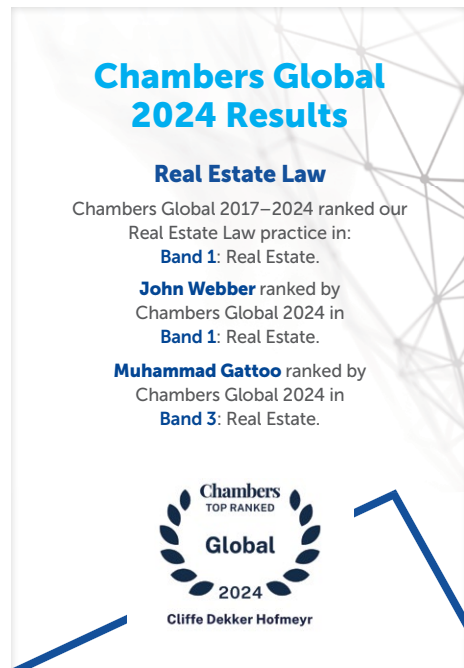 Chambers Global
2024 Results
Real Estate Law
Chambers Global 2017–2024 ranked our
Real Estate Law practice in:
Band 1: Real Estate.
John Webber ranked by
Chambers Global 2024 in
Band 1: Real Estate.
Muhammad Gattoo ranked by
Chambers Global 2024 in
Band 3: Real Estate.
Chambers
TOP RANKED
Global
2024
Cliffe Dekker Hofmeyr